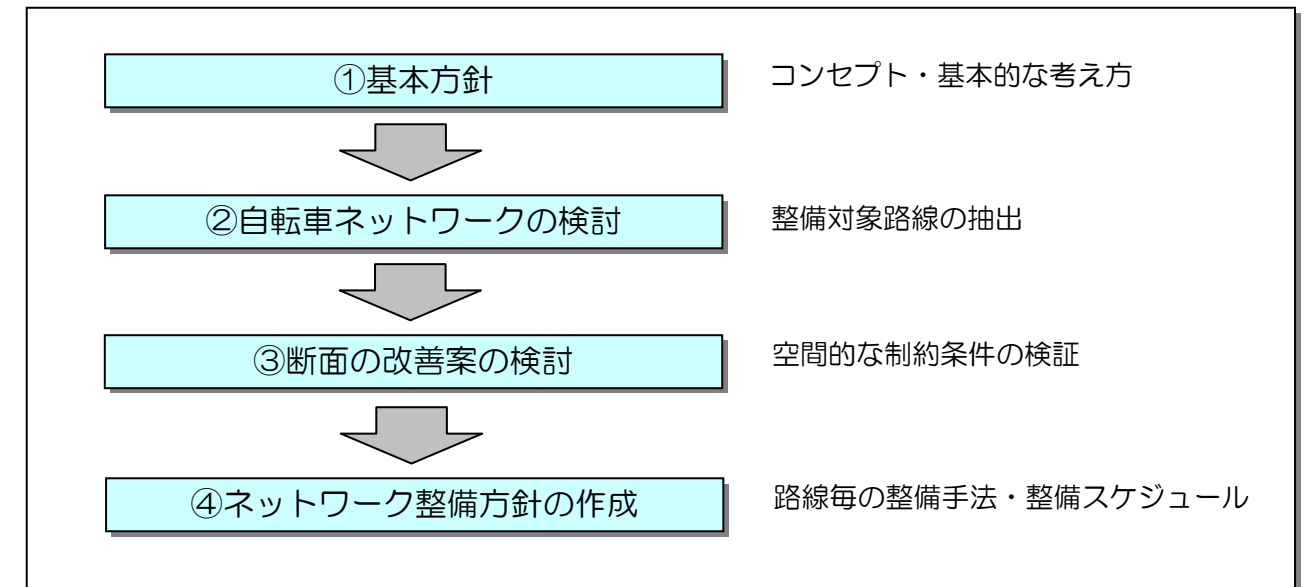 ①基本方針
コンセプト・基本的な考え方
②自転車ネットワークの検討
整備対象路線の抽出
③断面の改善案の検討
空間的な制約条件の検証
④ネットワーク整備方針の作成
路線毎の整備手法・整備スケジュール